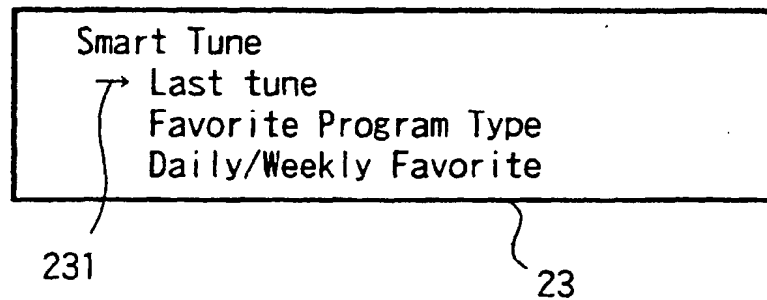 Smart Tune
→ Last tune
Favorite Program Type
Daily/Weekly Favorite
231
23